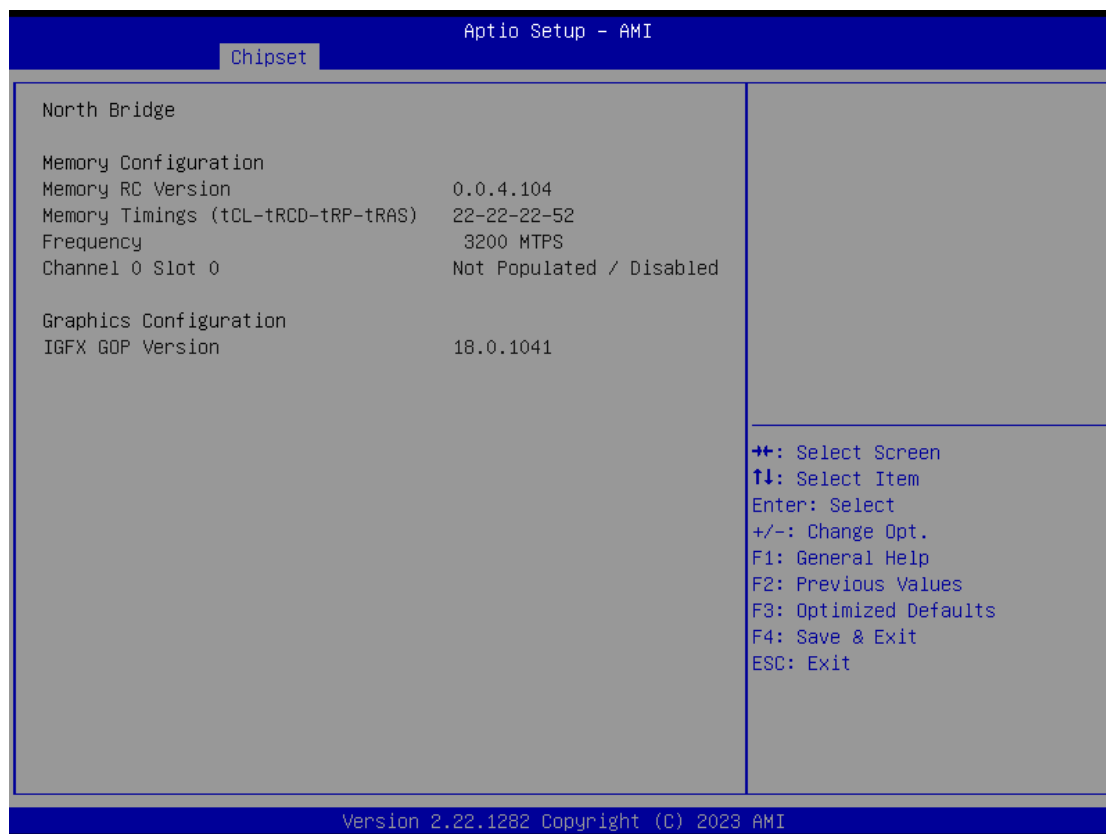 Aptio Setup - AMI
Chipset
North Bridge
Memory Configuration
Memory RC Version 0.0.4.104
Memory Timings (tCL-tRCD-tRP-tRAS) 22-22-22-52
Frequency 3200 MTPS
Channel 0 Slot 0 Not Populated / Disabled
Graphics Configuration
IGFX GOP Version 18.0.1041
→←: Select Screen
↑↓: Select Item
Enter: Select
+/-: Change Opt.
F1: General Help
F2: Previous Values
F3: Optimized Defaults
F4: Save & Exit
ESC: Exit
Version 2.22.1282 Copyright (C) 2023 AMI